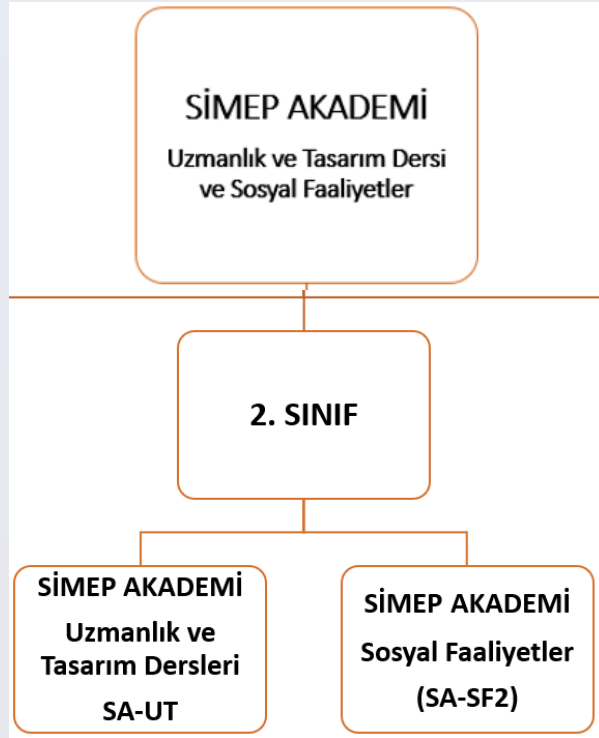 SİMEP AKADEMİ
Uzmanlık ve Tasarım Dersi
ve Sosyal Faaliyetler
2. SINIF
SİMEP AKADEMİ
Uzmanlık ve
Tasarım Dersleri
SA-UT
SİMEP AKADEMİ
Sosyal Faaliyetler
(SA-SF2)